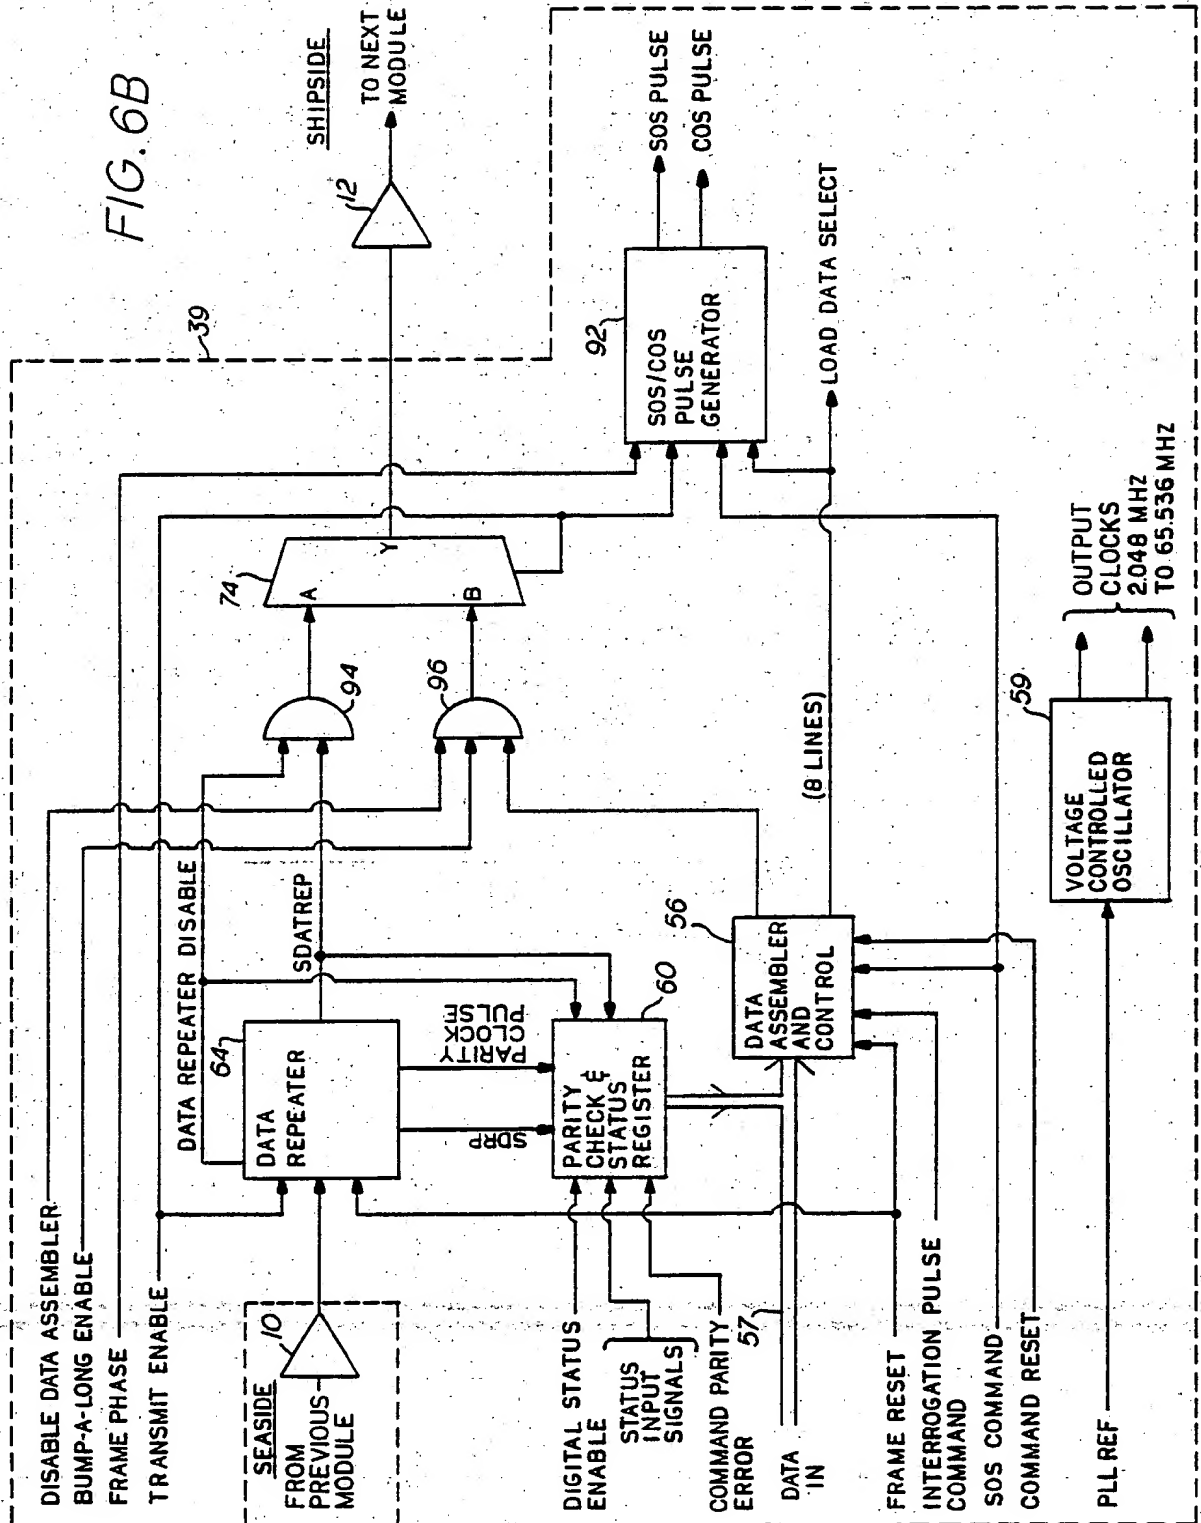 FIG. 6B
DISABLE DATA ASSEMBLER
BUMP-A-LONG ENABLE
FRAME PHASE
TRANSMIT ENABLE
SEASIDE
FROM
PREVIOUS
MODULE
10
DATA REPEATER DISABLE
64
DATA
REPEATER
SDATREP
SDRP
PARITY
CLOCK
PULSE
94
96
74
A
B
Y
39
12
SHIPSIDE
TO NEXT
MODULE
DIGITAL STATUS
ENABLE
STATUS
INPUT
SIGNALS
COMMAND PARITY
ERROR
60
PARITY
CHECK &
STATUS
REGISTER
DATA
IN
57
56
DATA
ASSEMBLER
AND
CONTROL
(8 LINES)
92
SOS/COS
PULSE
GENERATOR
SOS PULSE
COS PULSE
LOAD DATA SELECT
FRAME RESET
INTERROGATION PULSE
COMMAND
SOS COMMAND
COMMAND RESET
PLL REF
59
VOLTAGE
CONTROLLED
OSCILLATOR
OUTPUT
CLOCKS
2.048 MHZ
TO 65.536 MHZ